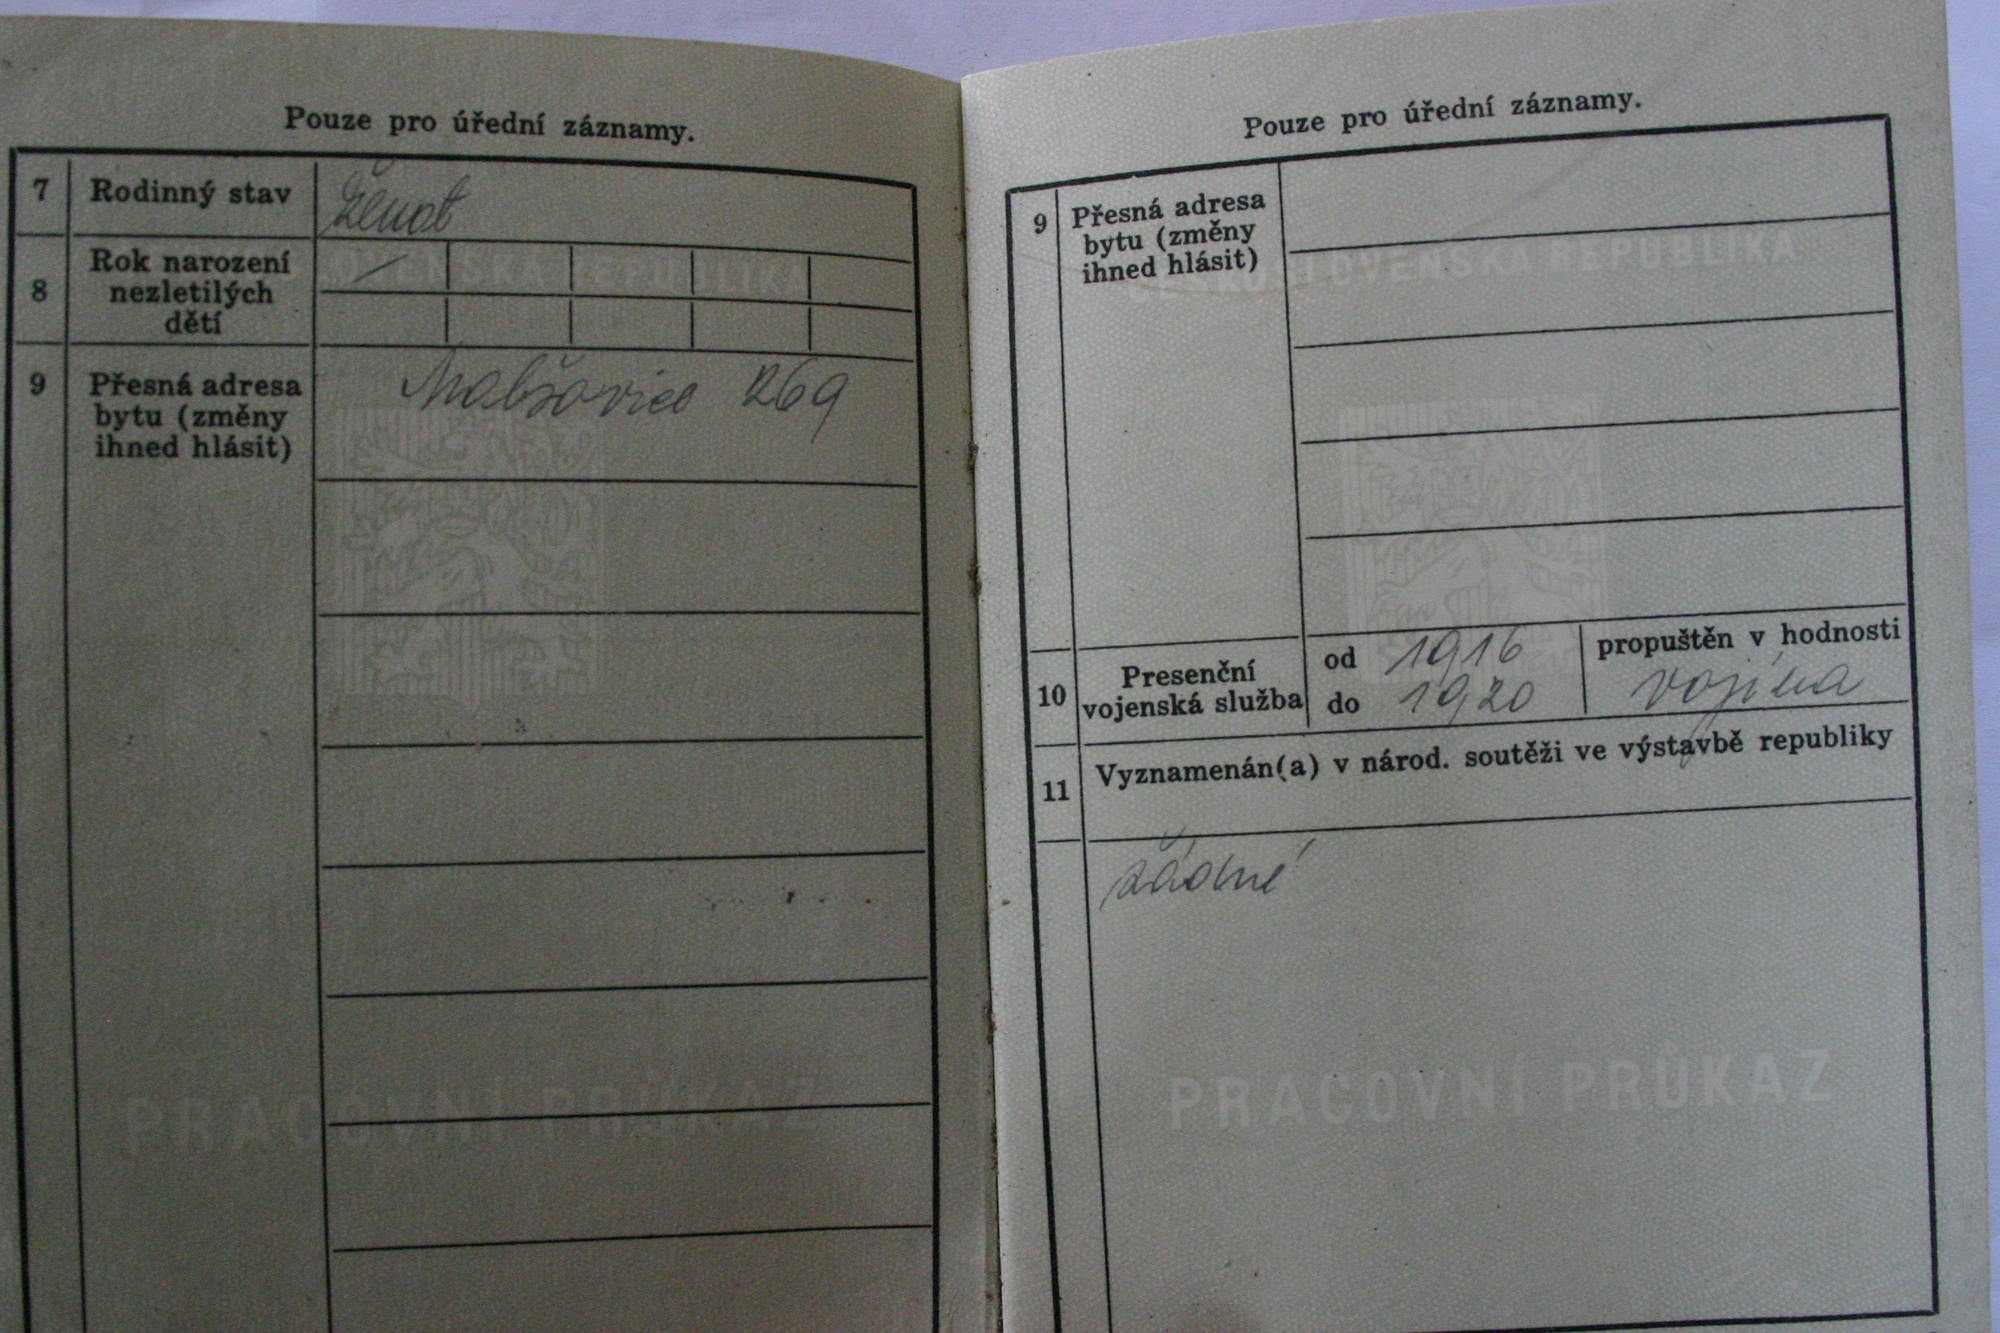 Pouze pro úřední záznamy.
7 Rodinný stav ženat
8 Rok narození
nezletilých
dětí
9 Přesná adresa
bytu (změny
ihned hlásit)
Malšovice 269
PRACOVNÍ PRŮKAZ
Pouze pro úřední záznamy.
9 Přesná adresa
bytu (změny
ihned hlásit)
ČESKOSLOVENSKÁ REPUBLIKA
10 Presenční
vojenská služba
od 1916
do 1920
propuštěn v hodnosti
vojína
11 Vyznamenán(a) v národ. soutěži ve výstavbě republiky
žádné
PRACOVNÍ PRŮKAZ